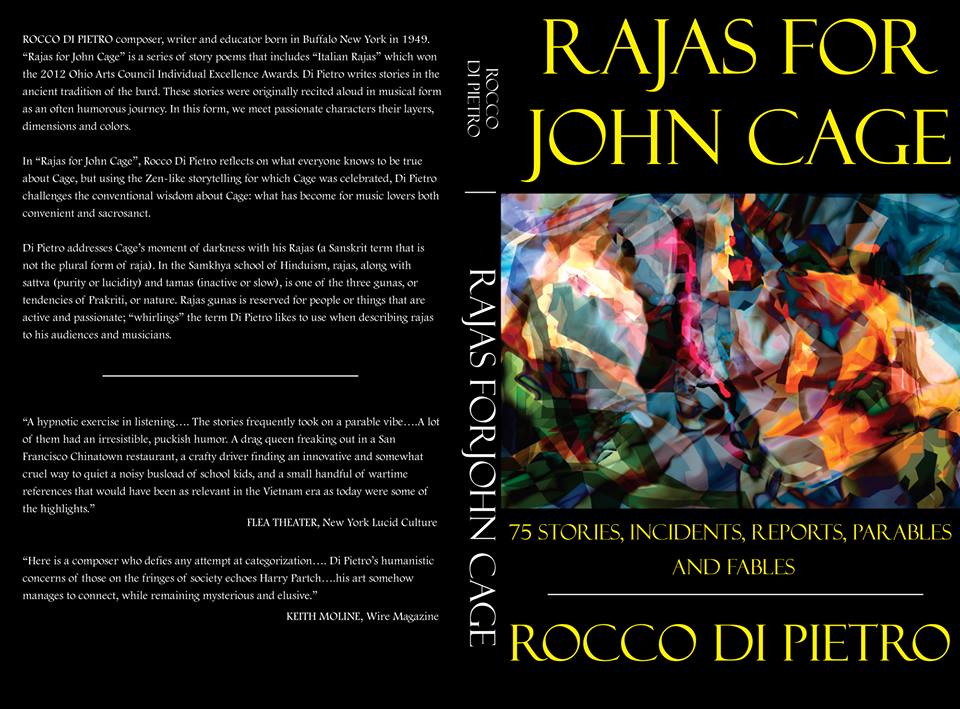 ROCCO DI PIETRO composer, writer and educator born in Buffalo New York in 1949.
“Rajas for John Cage” is a series of story poems that includes “Italian Rajas” which won
the 2012 Ohio Arts Council Individual Excellence Awards. Di Pietro writes stories in the
ancient tradition of the bard. These stories were originally recited aloud in musical form
as an often humorous journey. In this form, we meet passionate characters their layers,
dimensions and colors.
In “Rajas for John Cage”, Rocco Di Pietro reflects on what everyone knows to be true
about Cage, but using the Zen-like storytelling for which Cage was celebrated, Di Pietro
challenges the conventional wisdom about Cage: what has become for music lovers both
convenient and sacrosanct.
Di Pietro addresses Cage’s moment of darkness with his Rajas (a Sanskrit term that is
not the plural form of raja). In the Samkhya school of Hinduism, rajas, along with
sattva (purity or lucidity) and tamas (inactive or slow), is one of the three gunas, or
tendencies of Prakriti, or nature. Rajas gunas is reserved for people or things that are
active and passionate; “whirlings” the term Di Pietro likes to use when describing rajas
to his audiences and musicians.
“A hypnotic exercise in listening…. The stories frequently took on a parable vibe….A lot
of them had an irresistible, puckish humor. A drag queen freaking out in a San
Francisco Chinatown restaurant, a crafty driver finding an innovative and somewhat
cruel way to quiet a noisy busload of school kids, and a small handful of wartime
references that would have been as relevant in the Vietnam era as today were some of
the highlights.”
FLEA THEATER, New York Lucid Culture
“Here is a composer who defies any attempt at categorization…. Di Pietro’s humanistic
concerns of those on the fringes of society echoes Harry Partch….his art somehow
manages to connect, while remaining mysterious and elusive.”
KEITH MOLINE, Wire Magazine
ROCCO
DI PIETRO
RAJAS FOR JOHN CAGE
RAJAS FOR
JOHN CAGE
75 STORIES, INCIDENTS, REPORTS, PARABLES
AND FABLES
ROCCO DI PIETRO